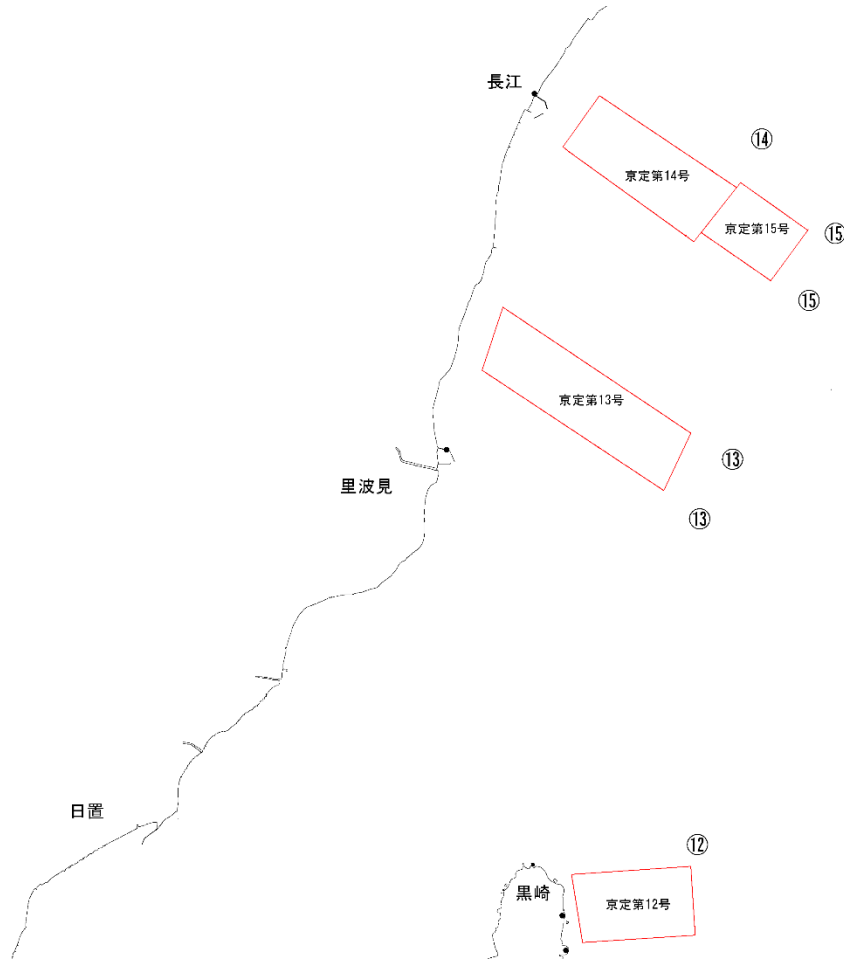 長江
⑭
京定第14号
京定第15号
⑮
⑮
京定第13号
⑬
里波見
⑬
日置
⑫
黒崎
京定第12号